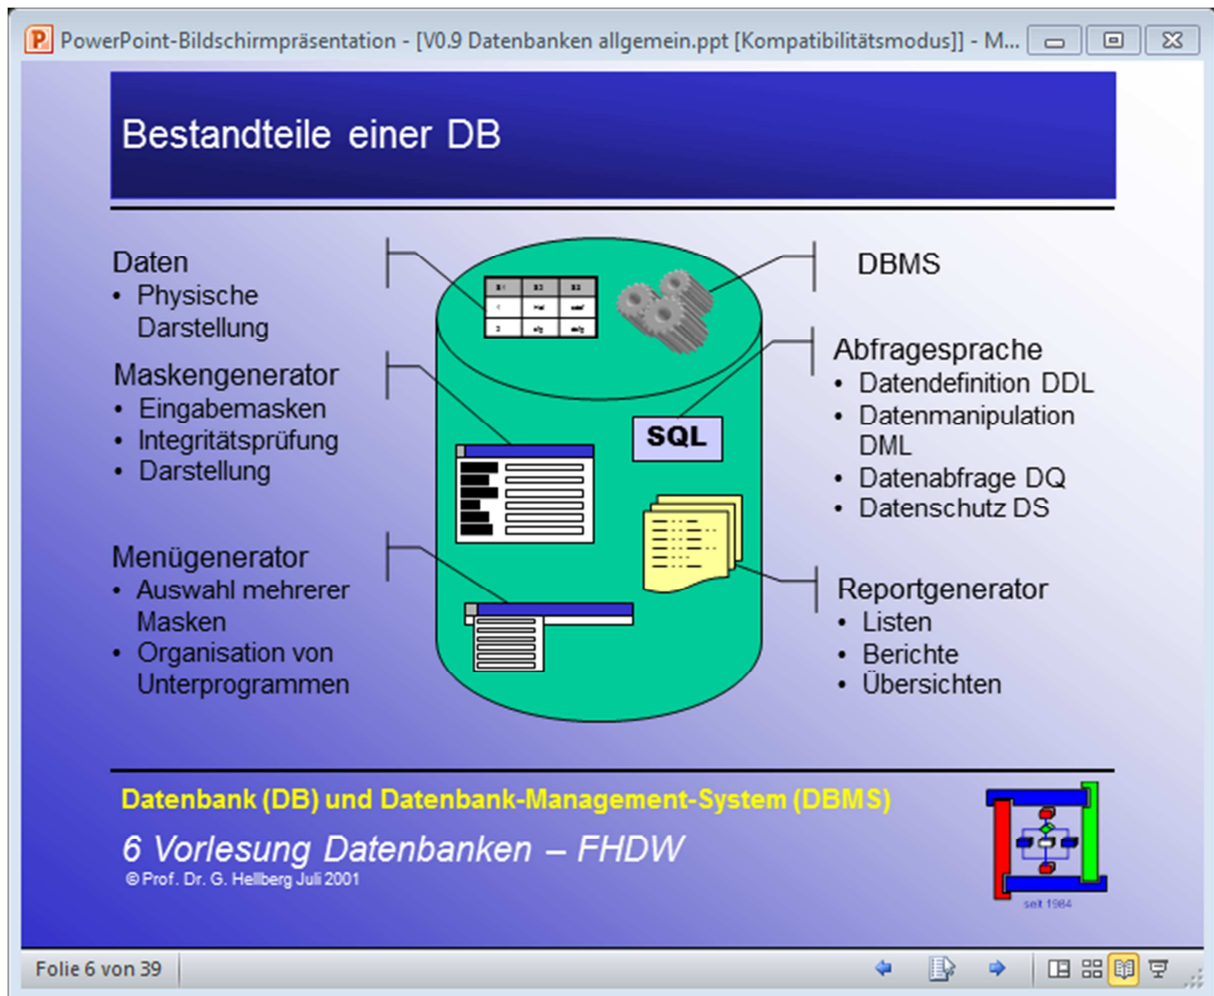 PowerPoint-Bildschirmpräsentation - [V0.9 Datenbanken allgemein.ppt [Kompatibilitätsmodus]] - M...
Bestandteile einer DB
Daten
• Physische
Darstellung
Maskengenerator
• Eingabemasken
• Integritätsprüfung
• Darstellung
Menügenerator
• Auswahl mehrerer
Masken
• Organisation von
Unterprogrammen
SQL
DBMS
Abfragesprache
• Datendefinition DDL
• Datenmanipulation
DML
• Datenabfrage DQ
• Datenschutz DS
Reportgenerator
• Listen
• Berichte
• Übersichten
Datenbank (DB) und Datenbank-Management-System (DBMS)
6 Vorlesung Datenbanken – FHDW
© Prof. Dr. G. Hellberg Juli 2001
seit 1984
Folie 6 von 39